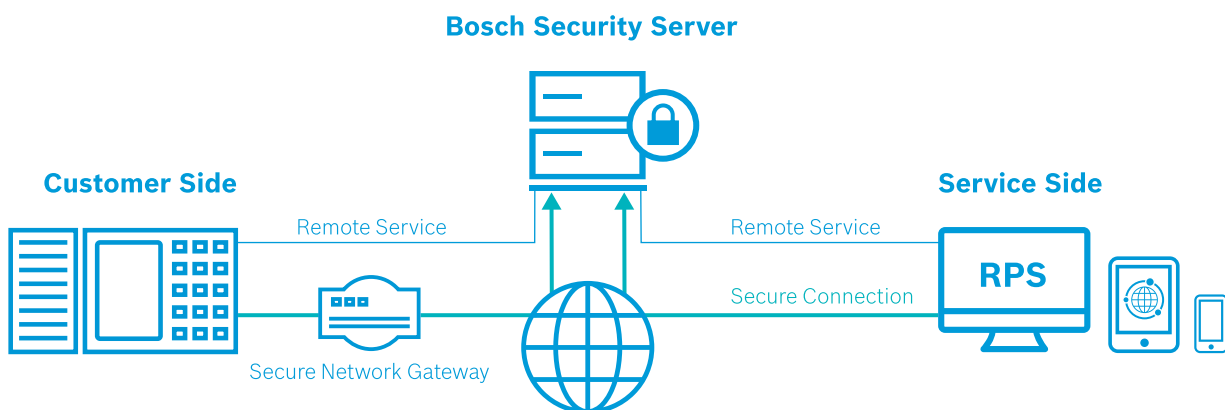 Bosch Security Server
Customer Side
Service Side
Remote Service
Remote Service
RPS
Secure Connection
Secure Network Gateway